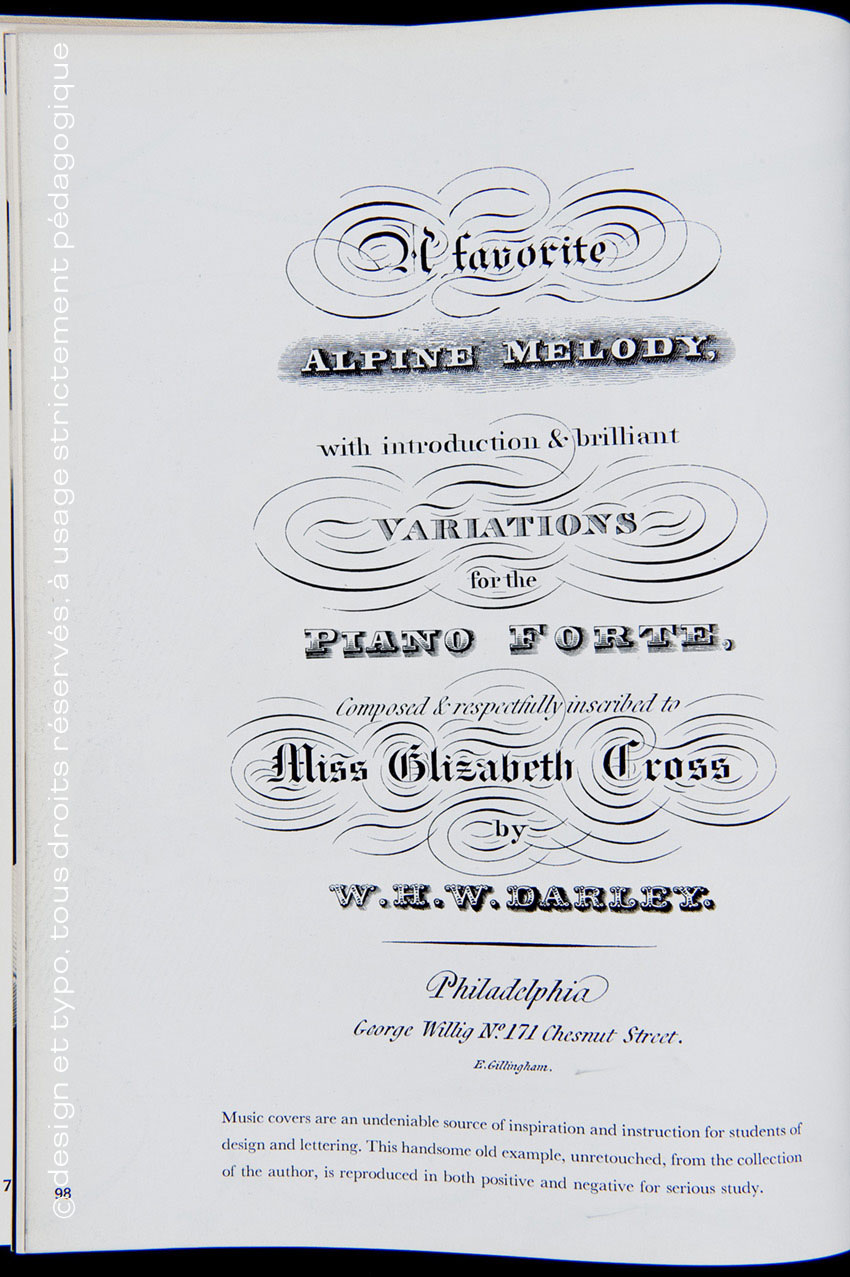 A favorite
ALPINE MELODY,
with introduction & brilliant
VARIATIONS
for the
PIANO FORTE,
Composed & respectfully inscribed to
Miss Elizabeth Cross
by
W.H.W. DARLEY.
Philadelphia
George Willig Nº 171 Chesnut Street.
E. Gillingham.
Music covers are an undeniable source of inspiration and instruction for students of
design and lettering. This handsome old example, unretouched, from the collection
of the author, is reproduced in both positive and negative for serious study.
98
7
© design et typo, tous droits réservés, à usage strictement pédagogique